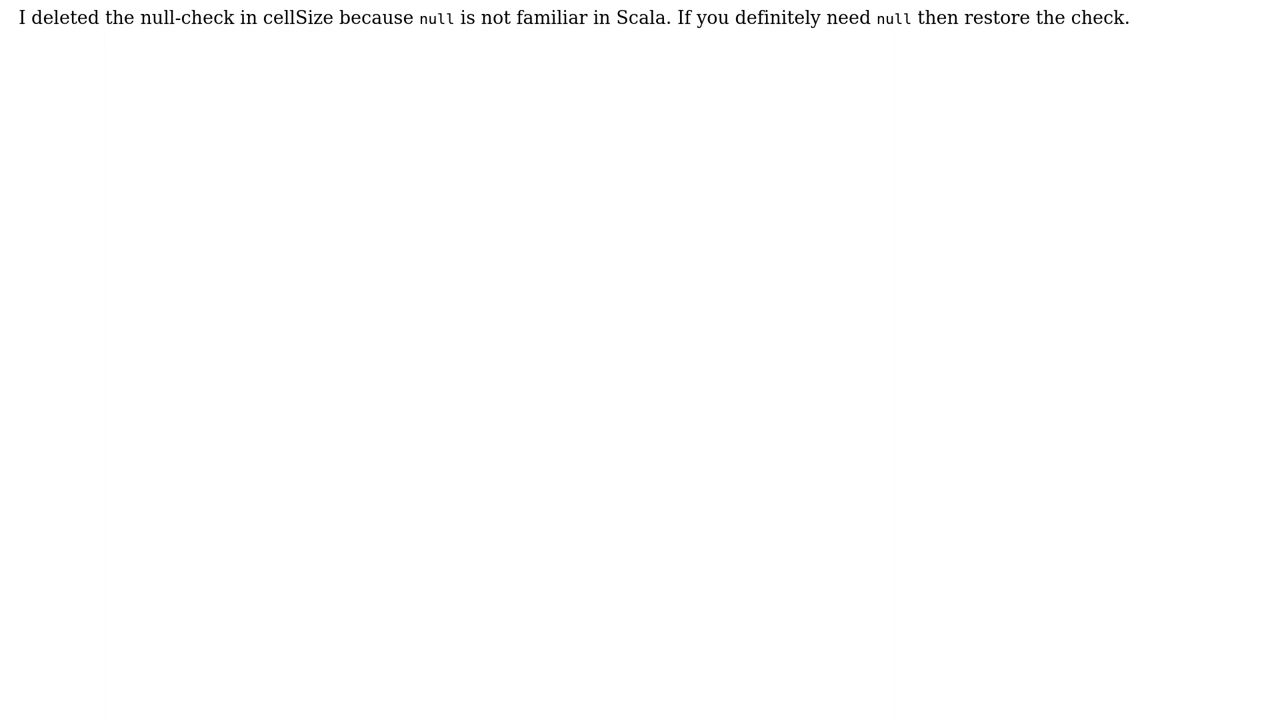 I deleted the null-check in cellSize because null is not familiar in Scala. If you definitely need null then restore the check.